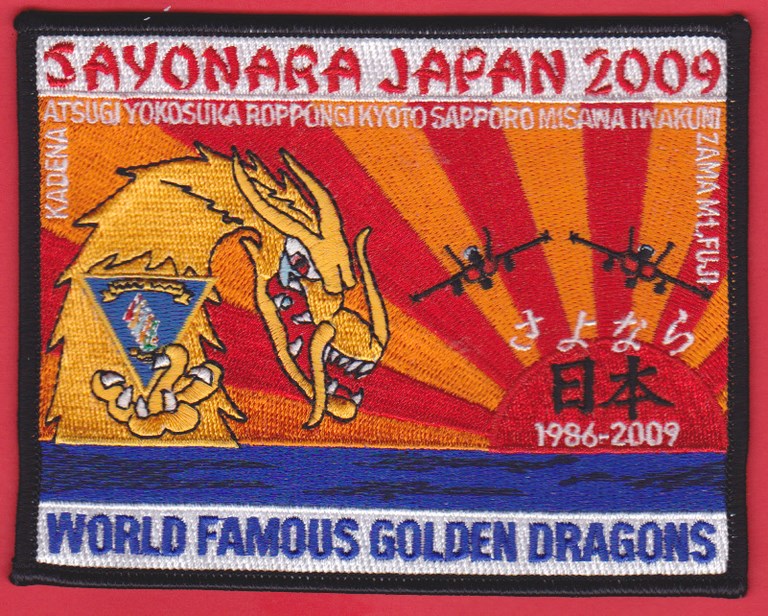 SAYONARA JAPAN 2009
ATSUGI YOKOSUKA ROPPONGI KYOTO SAPPORO MISAWA IWAKUNI
KADENA
ZAMA Mt.FUJI
さよなら
日本
1986-2009
WORLD FAMOUS GOLDEN DRAGONS